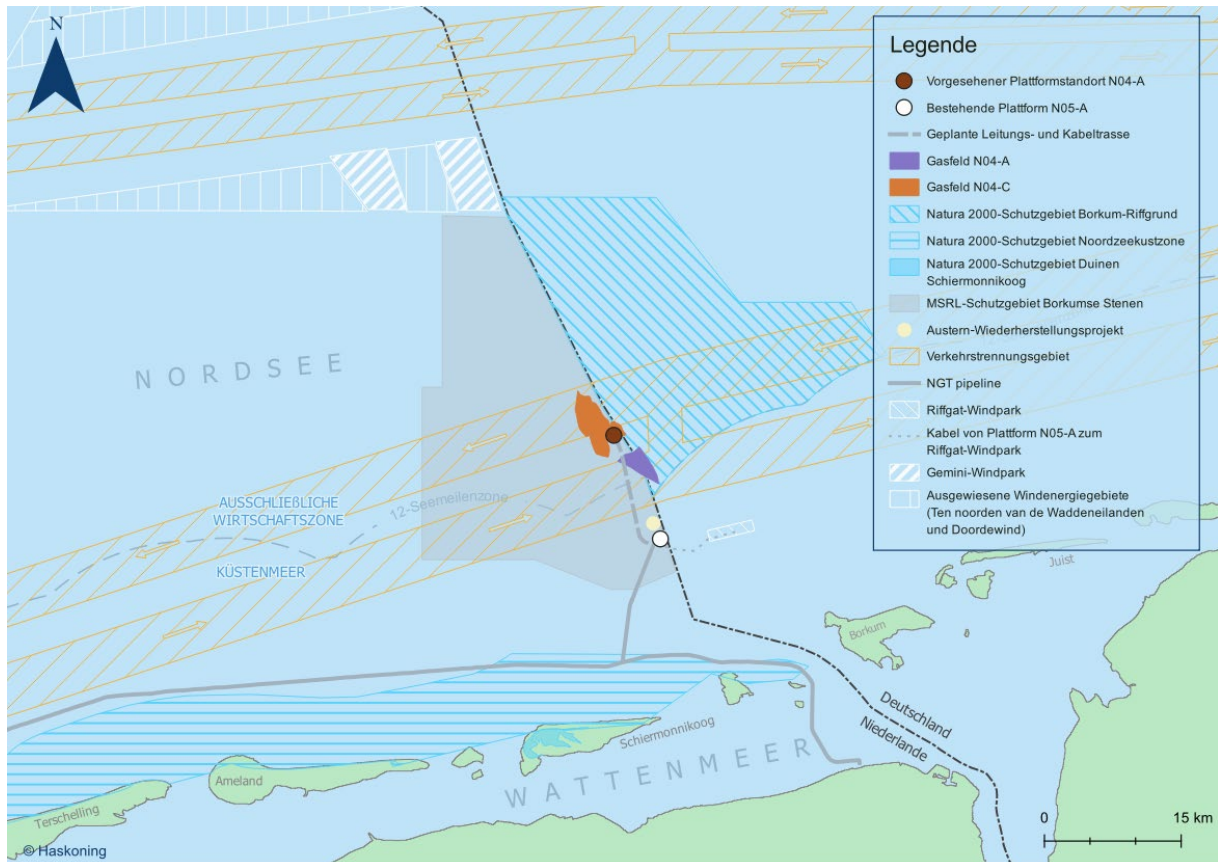 N
Legende
Vorgesehener Plattformstandort N04-A
Bestehende Plattform N05-A
Geplante Leitungs- und Kabeltrasse
Gasfeld N04-A
Gasfeld N04-C
Natura 2000-Schutzgebiet Borkum-Riffgrund
Natura 2000-Schutzgebiet Noordzeekustzone
Natura 2000-Schutzgebiet Duinen
Schiermonnikoog
MSRL-Schutzgebiet Borkumse Stenen
Austern-Wiederherstellungsprojekt
Verkehrstrennungsgebiet
NGT pipeline
Riffgat-Windpark
Kabel von Plattform N05-A zum
Riffgat-Windpark
Gemini-Windpark
Ausgewiesene Windenergiegebiete
(Ten noorden van de Waddeneilanden
und Doordewind)
NORDSEE
12-Seemeilenzone
AUSSCHLIEßLICHE
WIRTSCHAFTSZONE
KÜSTENMEER
Juist
Borkum
Deutschland
Niederlande
Schiermonnikoog
WATTENMEER
Ameland
Terschelling
0 15 km
© Haskoning